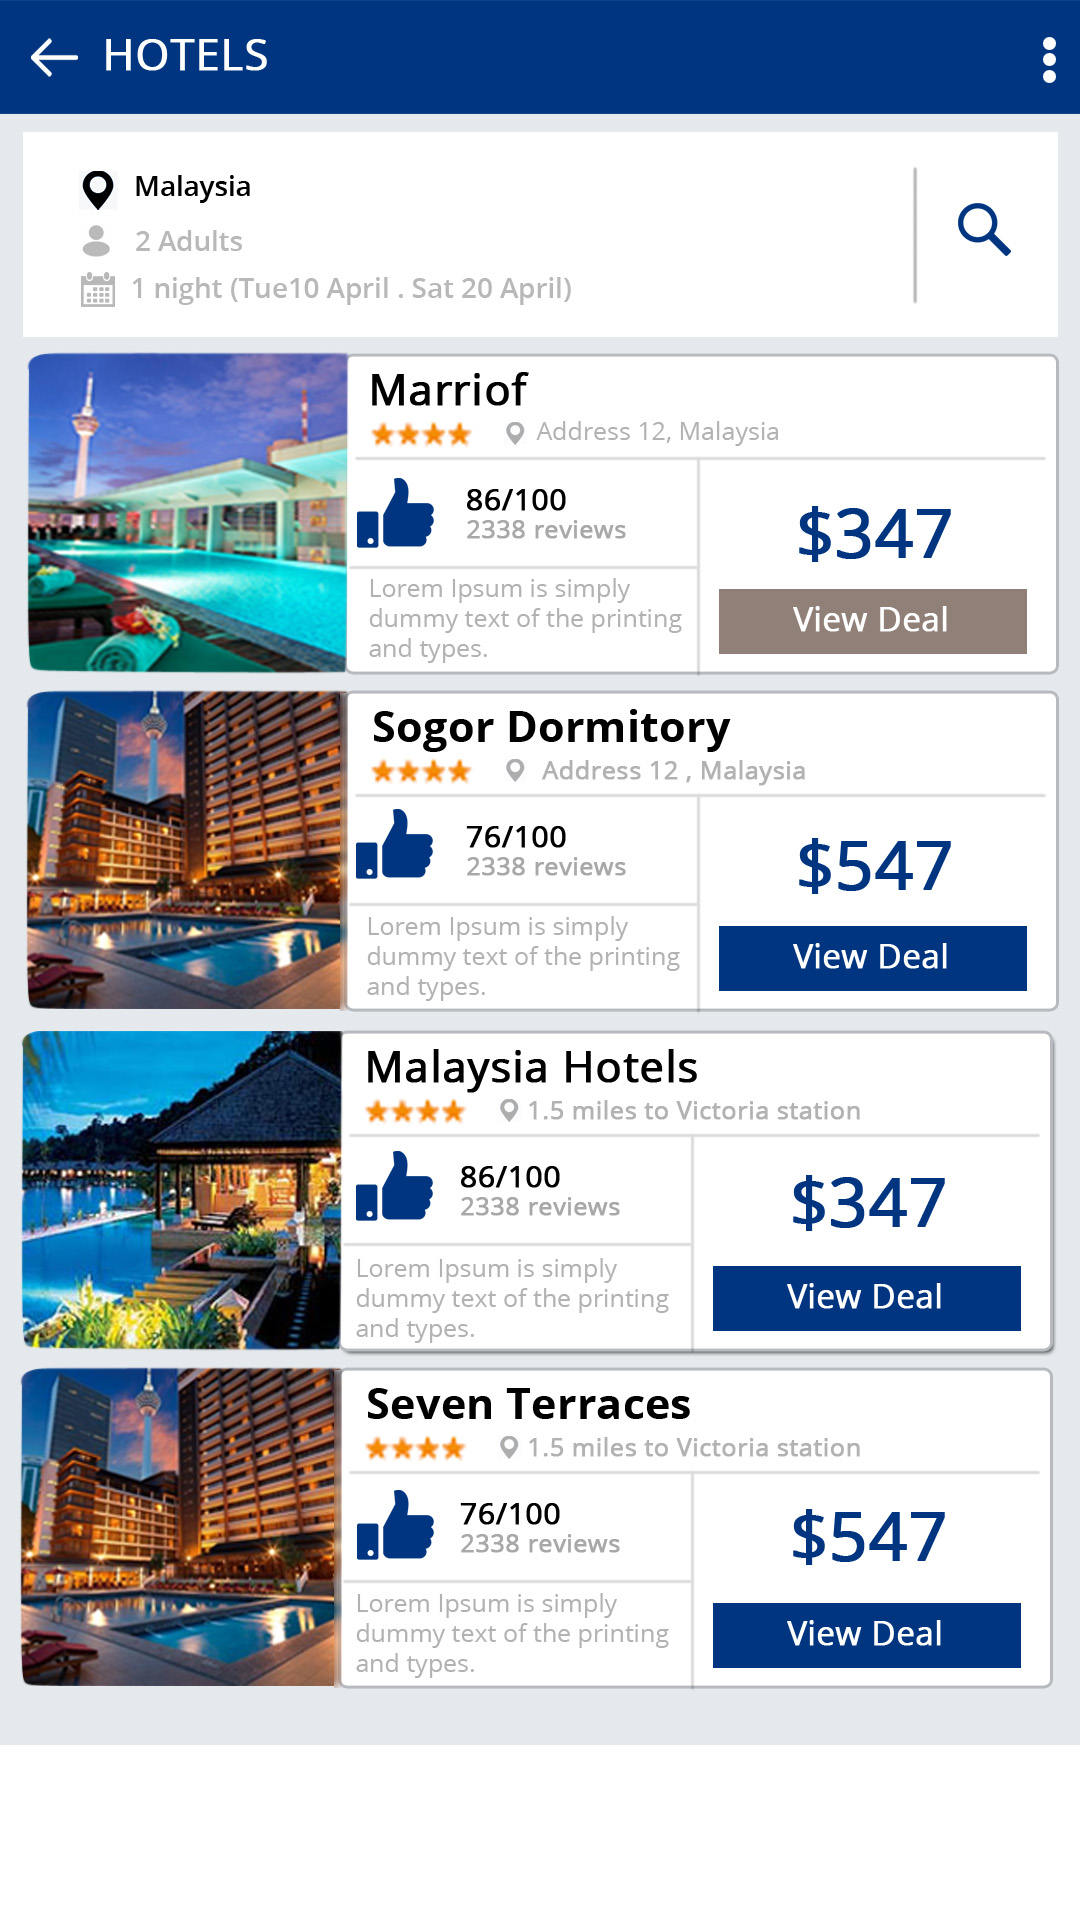 HOTELS
Malaysia
2 Adults
1 night (Tue10 April . Sat 20 April)
Marriof
Address 12, Malaysia
86/100
2338 reviews
$347
Lorem Ipsum is simply
dummy text of the printing
and types.
View Deal
Sogor Dormitory
Address 12 , Malaysia
76/100
2338 reviews
$547
Lorem Ipsum is simply
dummy text of the printing
and types.
View Deal
Malaysia Hotels
1.5 miles to Victoria station
86/100
2338 reviews
$347
Lorem Ipsum is simply
dummy text of the printing
and types.
View Deal
Seven Terraces
1.5 miles to Victoria station
76/100
2338 reviews
$547
Lorem Ipsum is simply
dummy text of the printing
and types.
View Deal